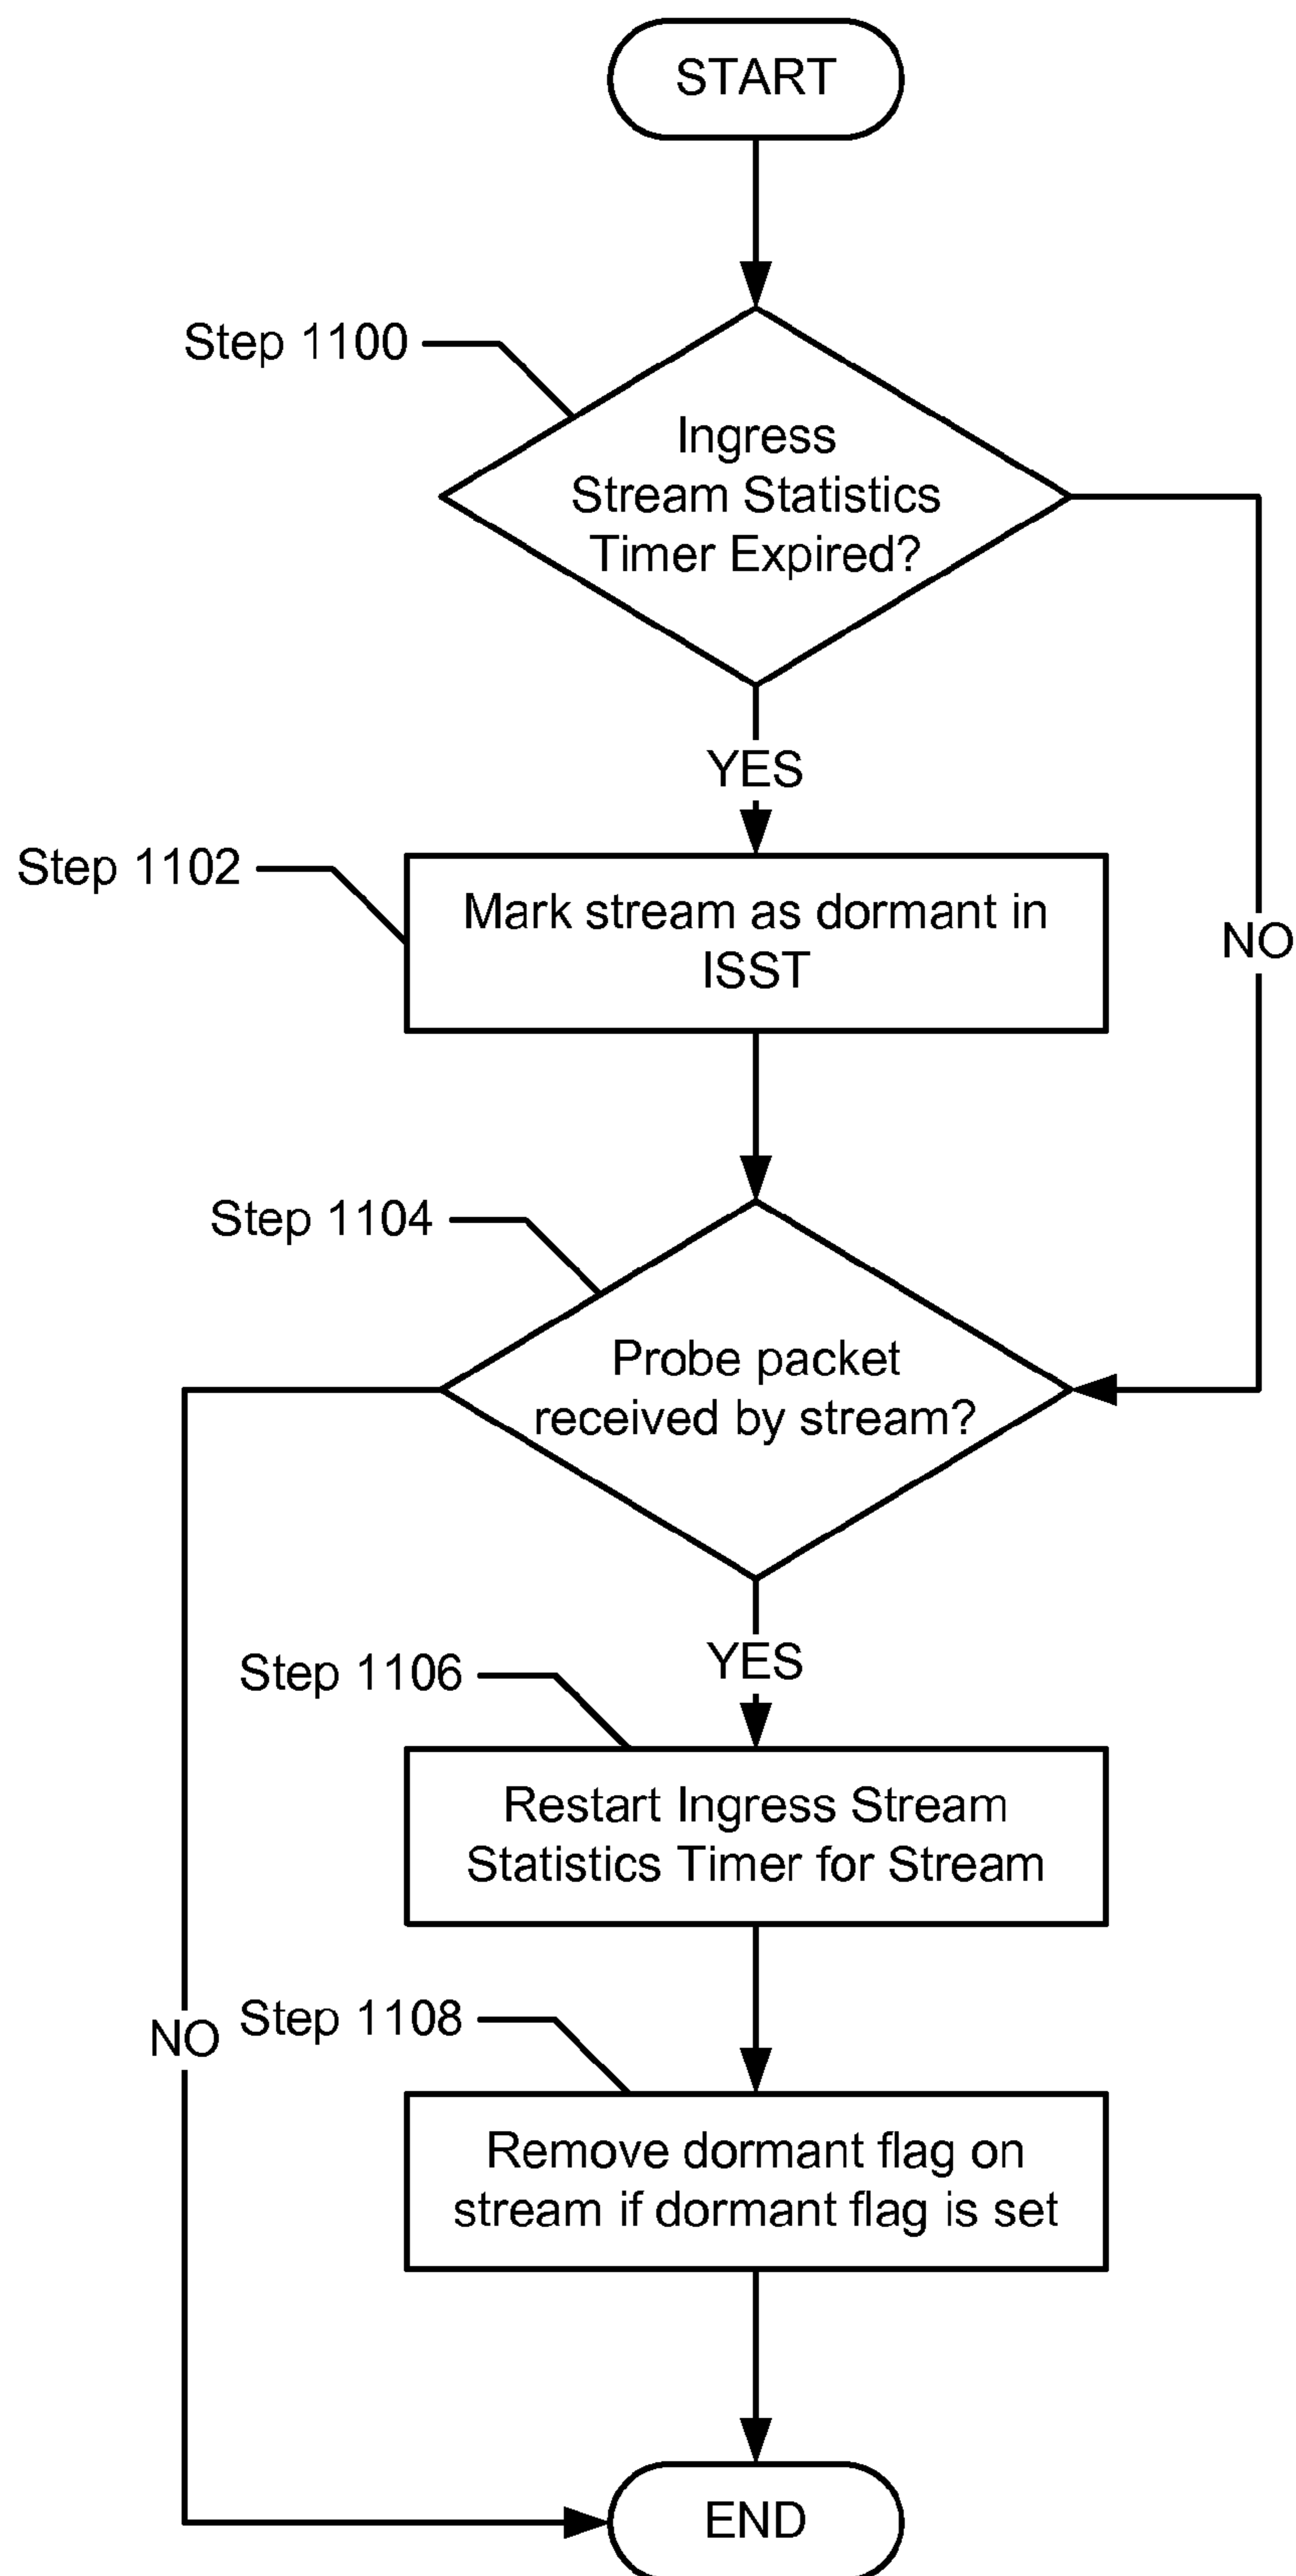 START
Step 1100
Ingress
Stream Statistics
Timer Expired?
YES
Step 1102
Mark stream as dormant in
ISST
NO
Step 1104
Probe packet
received by stream?
YES
Step 1106
Restart Ingress Stream
Statistics Timer for Stream
NO
Step 1108
Remove dormant flag on
stream if dormant flag is set
END